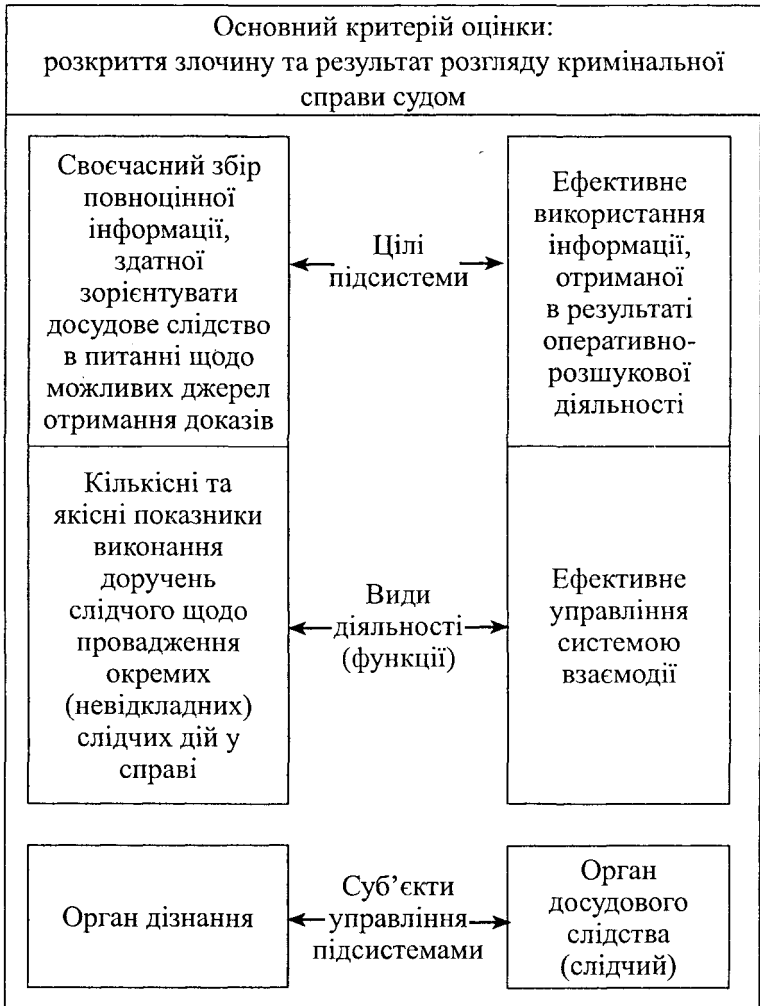 Основний критерій оцінки:
розкриття злочину та результат розгляду кримінальної
справи судом
Своєчасний збір
повноцінної
інформації,
здатної
зорієнтувати
досудове слідство
в питанні щодо
можливих джерел
отримання доказів
Цілі
підсистеми
Ефективне
використання
інформації,
отриманої
в результаті
оперативно-
розшукової
діяльності
Кількісні та
якісні показники
виконання
доручень
слідчого щодо
провадження
окремих
(невідкладних)
слідчих дій у
справі
Види
діяльності
(функції)
Ефективне
управління
системою
взаємодії
Орган дізнання
Суб’єкти
управління
підсистемами
Орган
досудового
слідства
(слідчий)